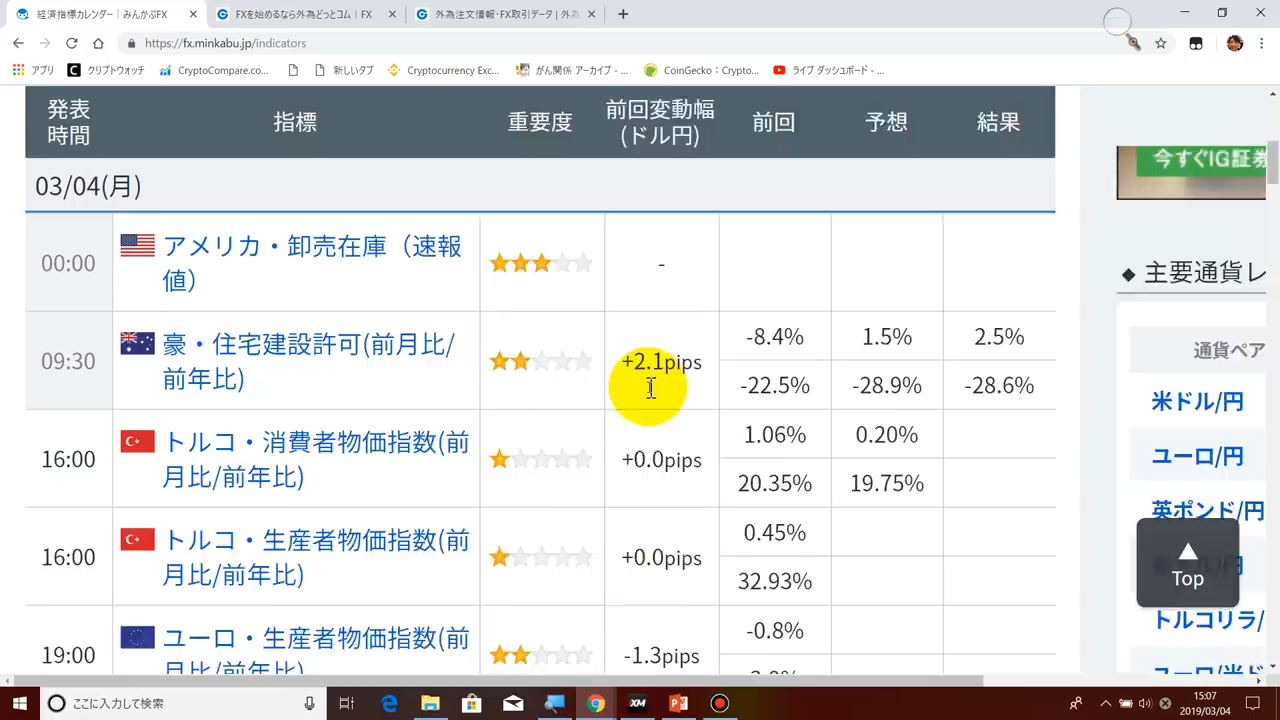 経済指標カレンダー｜みんかぶFX
FXを始めるなら外為どっとコム｜FX
外為注文情報･FX取引データ | 外為
https://fx.minkabu.jp/indicators
アプリ
クリプトウォッチ
CryptoCompare.co...
新しいタブ
Cryptocurrency Exc...
がん関係 アーカイブ - ...
CoinGecko：Crypto...
ライブ ダッシュボード - ...
発表
時間
指標
重要度
前回変動幅
(ドル円)
前回
予想
結果
今すぐIG証券
03/04(月)
00:00
アメリカ・卸売在庫（速報
値）
-
◆ 主要通貨レ
09:30
豪・住宅建設許可(前月比/
前年比)
+2.1pips
-8.4%
1.5%
2.5%
-22.5%
-28.9%
-28.6%
通貨ペア
米ドル/円
16:00
トルコ・消費者物価指数(前
月比/前年比)
+0.0pips
1.06%
0.20%
20.35%
19.75%
ユーロ/円
英ポンド/円
16:00
トルコ・生産者物価指数(前
月比/前年比)
+0.0pips
0.45%
32.93%
Top
トルコリラ/
19:00
ユーロ・生産者物価指数(前
月比/前年比)
-1.3pips
-0.8%
ユーロ/米ド
ここに入力して検索
XM
15:07
2019/03/04